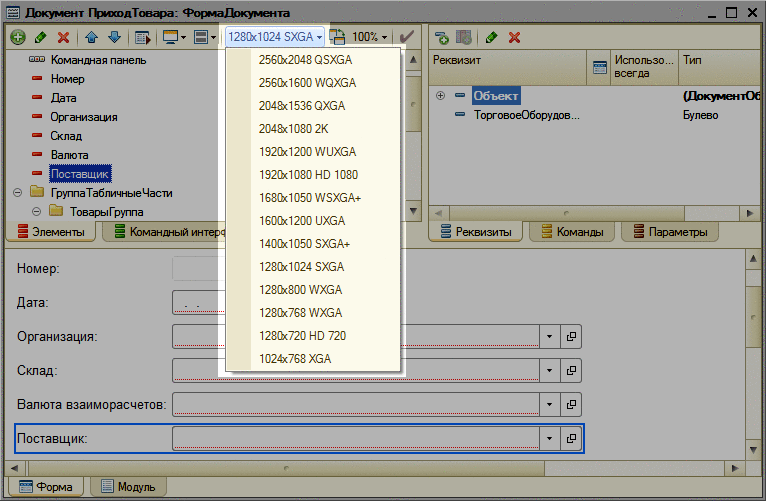 Документ ПриходТовара: ФормаДокумента
1280x1024 SXGA
100%
Командная панель
Номер
Дата
Организация
Склад
Валюта
Поставщик
ГруппаТабличныеЧасти
ТоварыГруппа
Элементы
Командный интерф
2560x2048 QSXGA
2560x1600 WQXGA
2048x1536 QXGA
2048x1080 2K
1920x1200 WUXGA
1920x1080 HD 1080
1680x1050 WSXGA+
1600x1200 UXGA
1400x1050 SXGA+
1280x1024 SXGA
1280x800 WXGA
1280x768 WXGA
1280x720 HD 720
1024x768 XGA
Реквизит
Использо...
всегда
Тип
Объект
(ДокументОб
ТорговоеОборудов...
Булево
Реквизиты
Команды
Параметры
Номер:
Дата:
. .
Организация:
Склад:
Валюта взаиморасчетов:
Поставщик:
Форма
Модуль